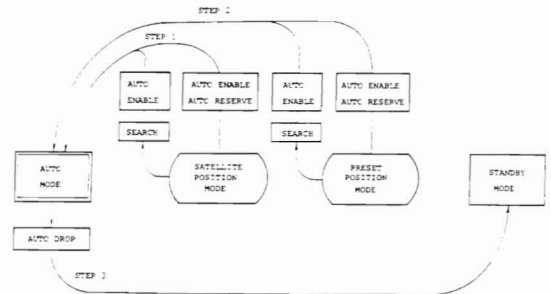 STEP 2
STEP 1
AUTO
ENABLE
AUTO ENABLE
AUTO RESERVE
AUTO
ENABLE
AUTO ENABLE
AUTO RESERVE
SEARCH
SEARCH
AUTO
MODE
SATELLITE
POSITION
MODE
PRESET
POSITION
MODE
STANDBY
MODE
AUTO DROP
STEP 3